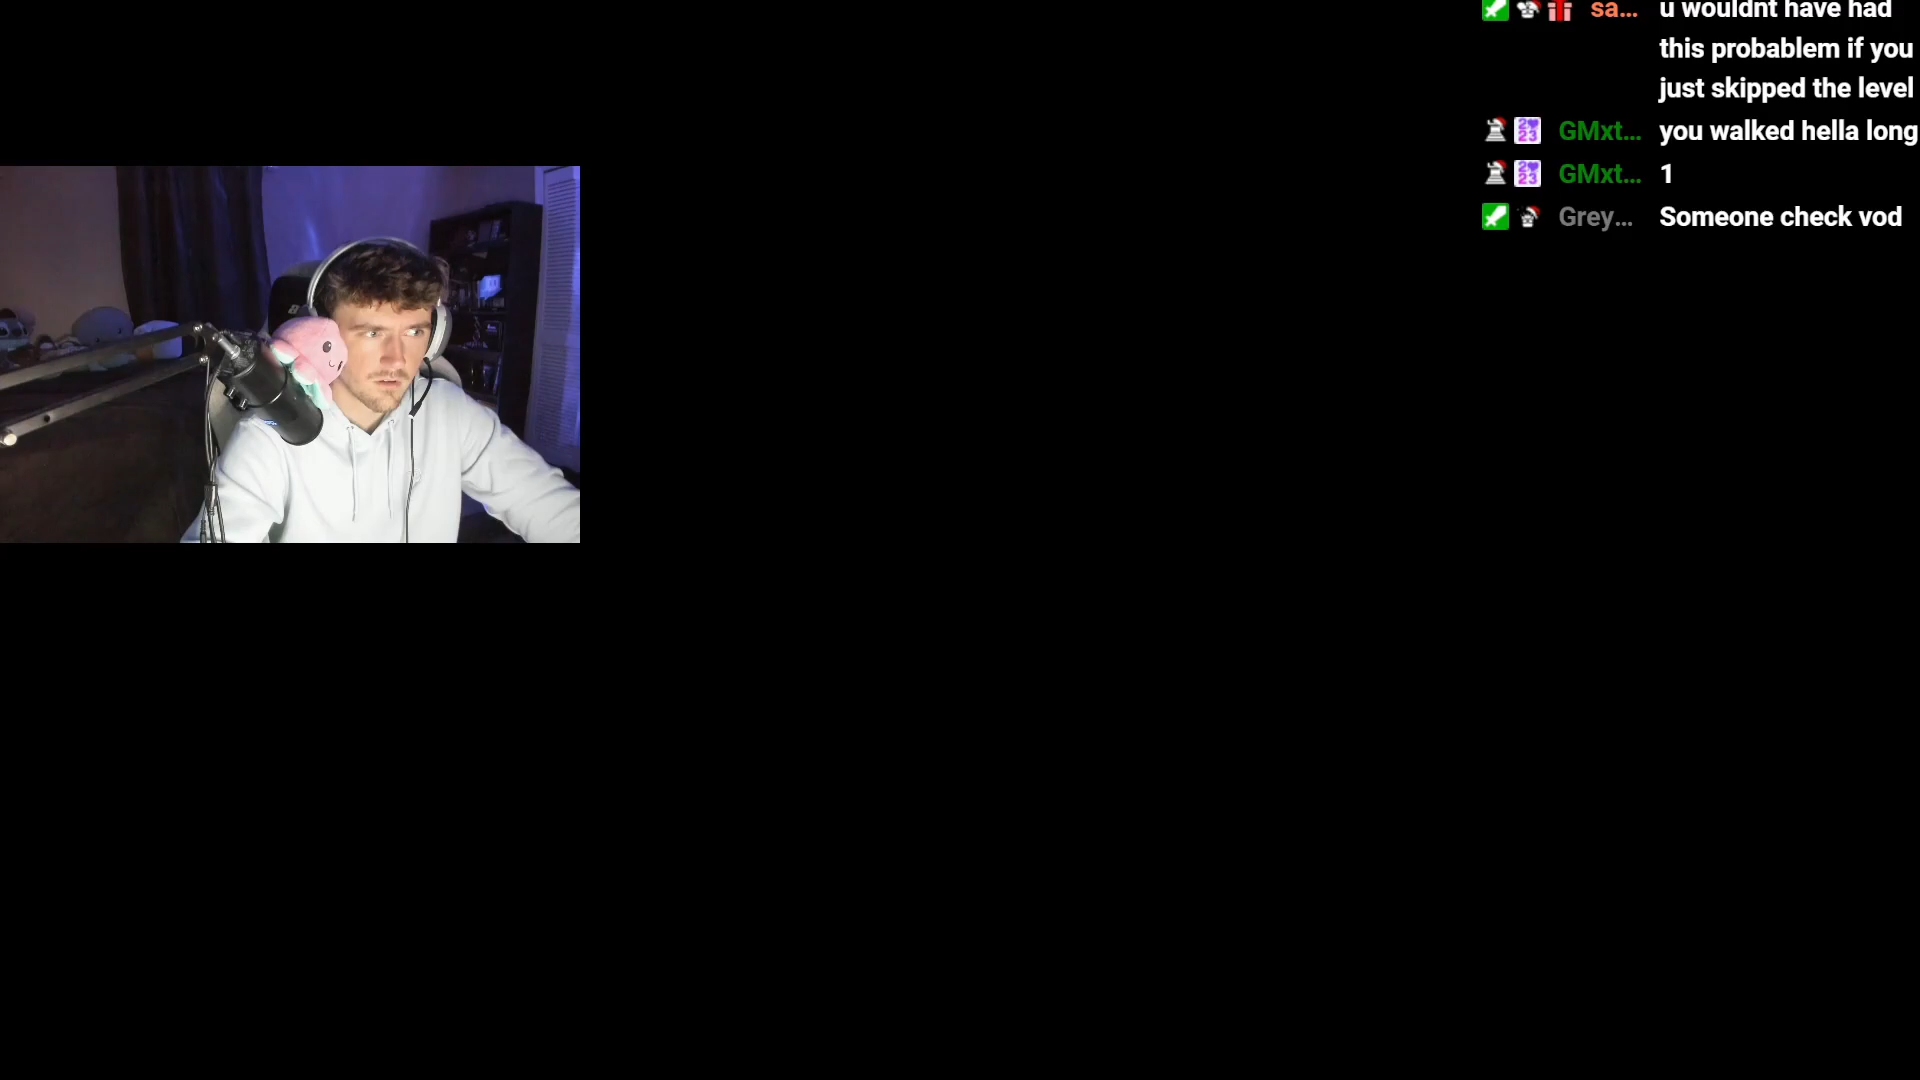 sa... u wouldnt have had
this probablem if you
just skipped the level
GMxt... you walked hella long
GMxt... 1
Grey... Someone check vod